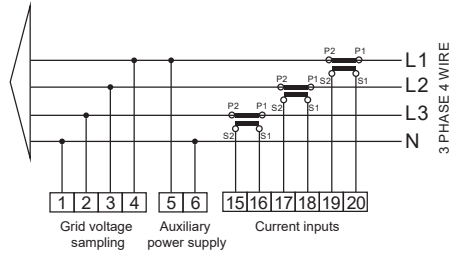 P2 P1
L1
S2 S1
P2 P1
L2
S2 S1
P2 P1
L3
S2 S1
N
3 PHASE 4 WIRE
1 2 3 4 5 6 15 16 17 18 19 20
Grid voltage sampling
Auxiliary power supply
Current inputs